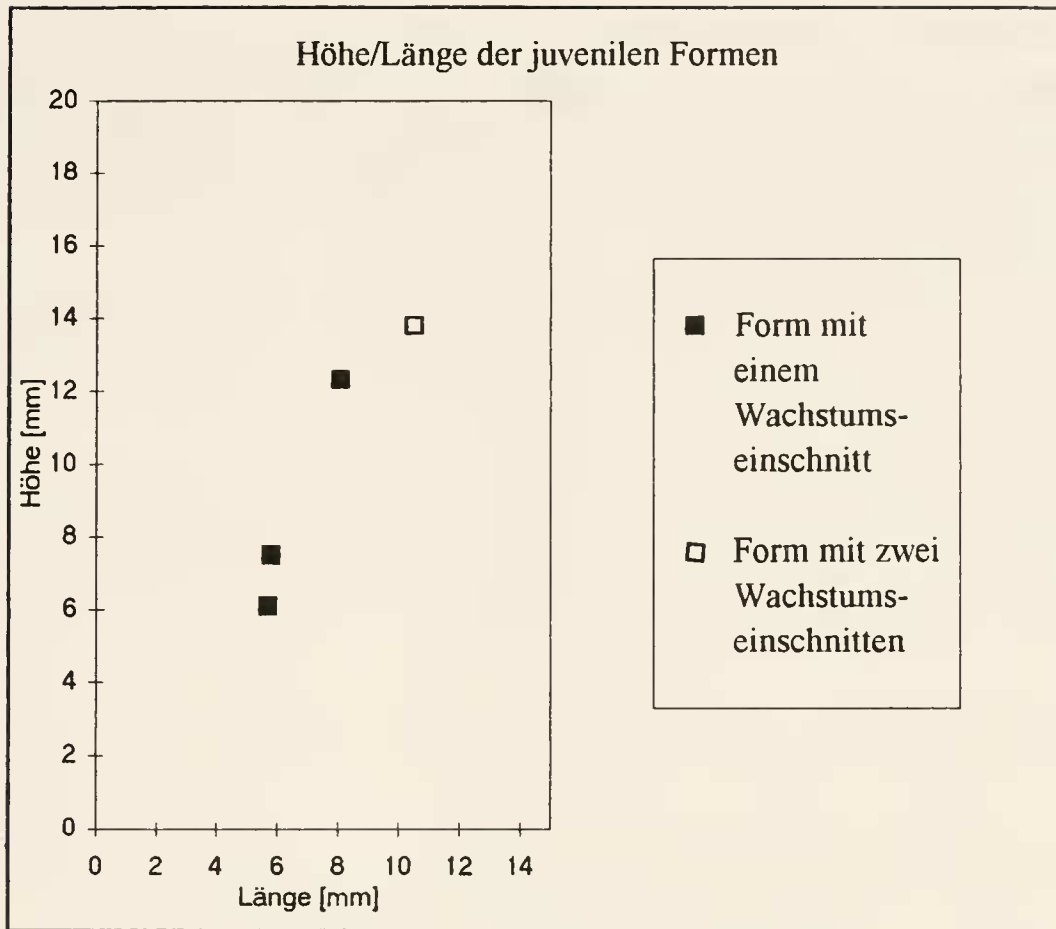 Höhe/Länge der juvenilen Formen
20
18
16
14
12
10
8
6
4
2
0
Höhe [mm]
0 2 4 6 8 10 12 14
Länge [mm]
Form mit
einem
Wachstums-
einschnitt
Form mit zwei
Wachstums-
einschnitten